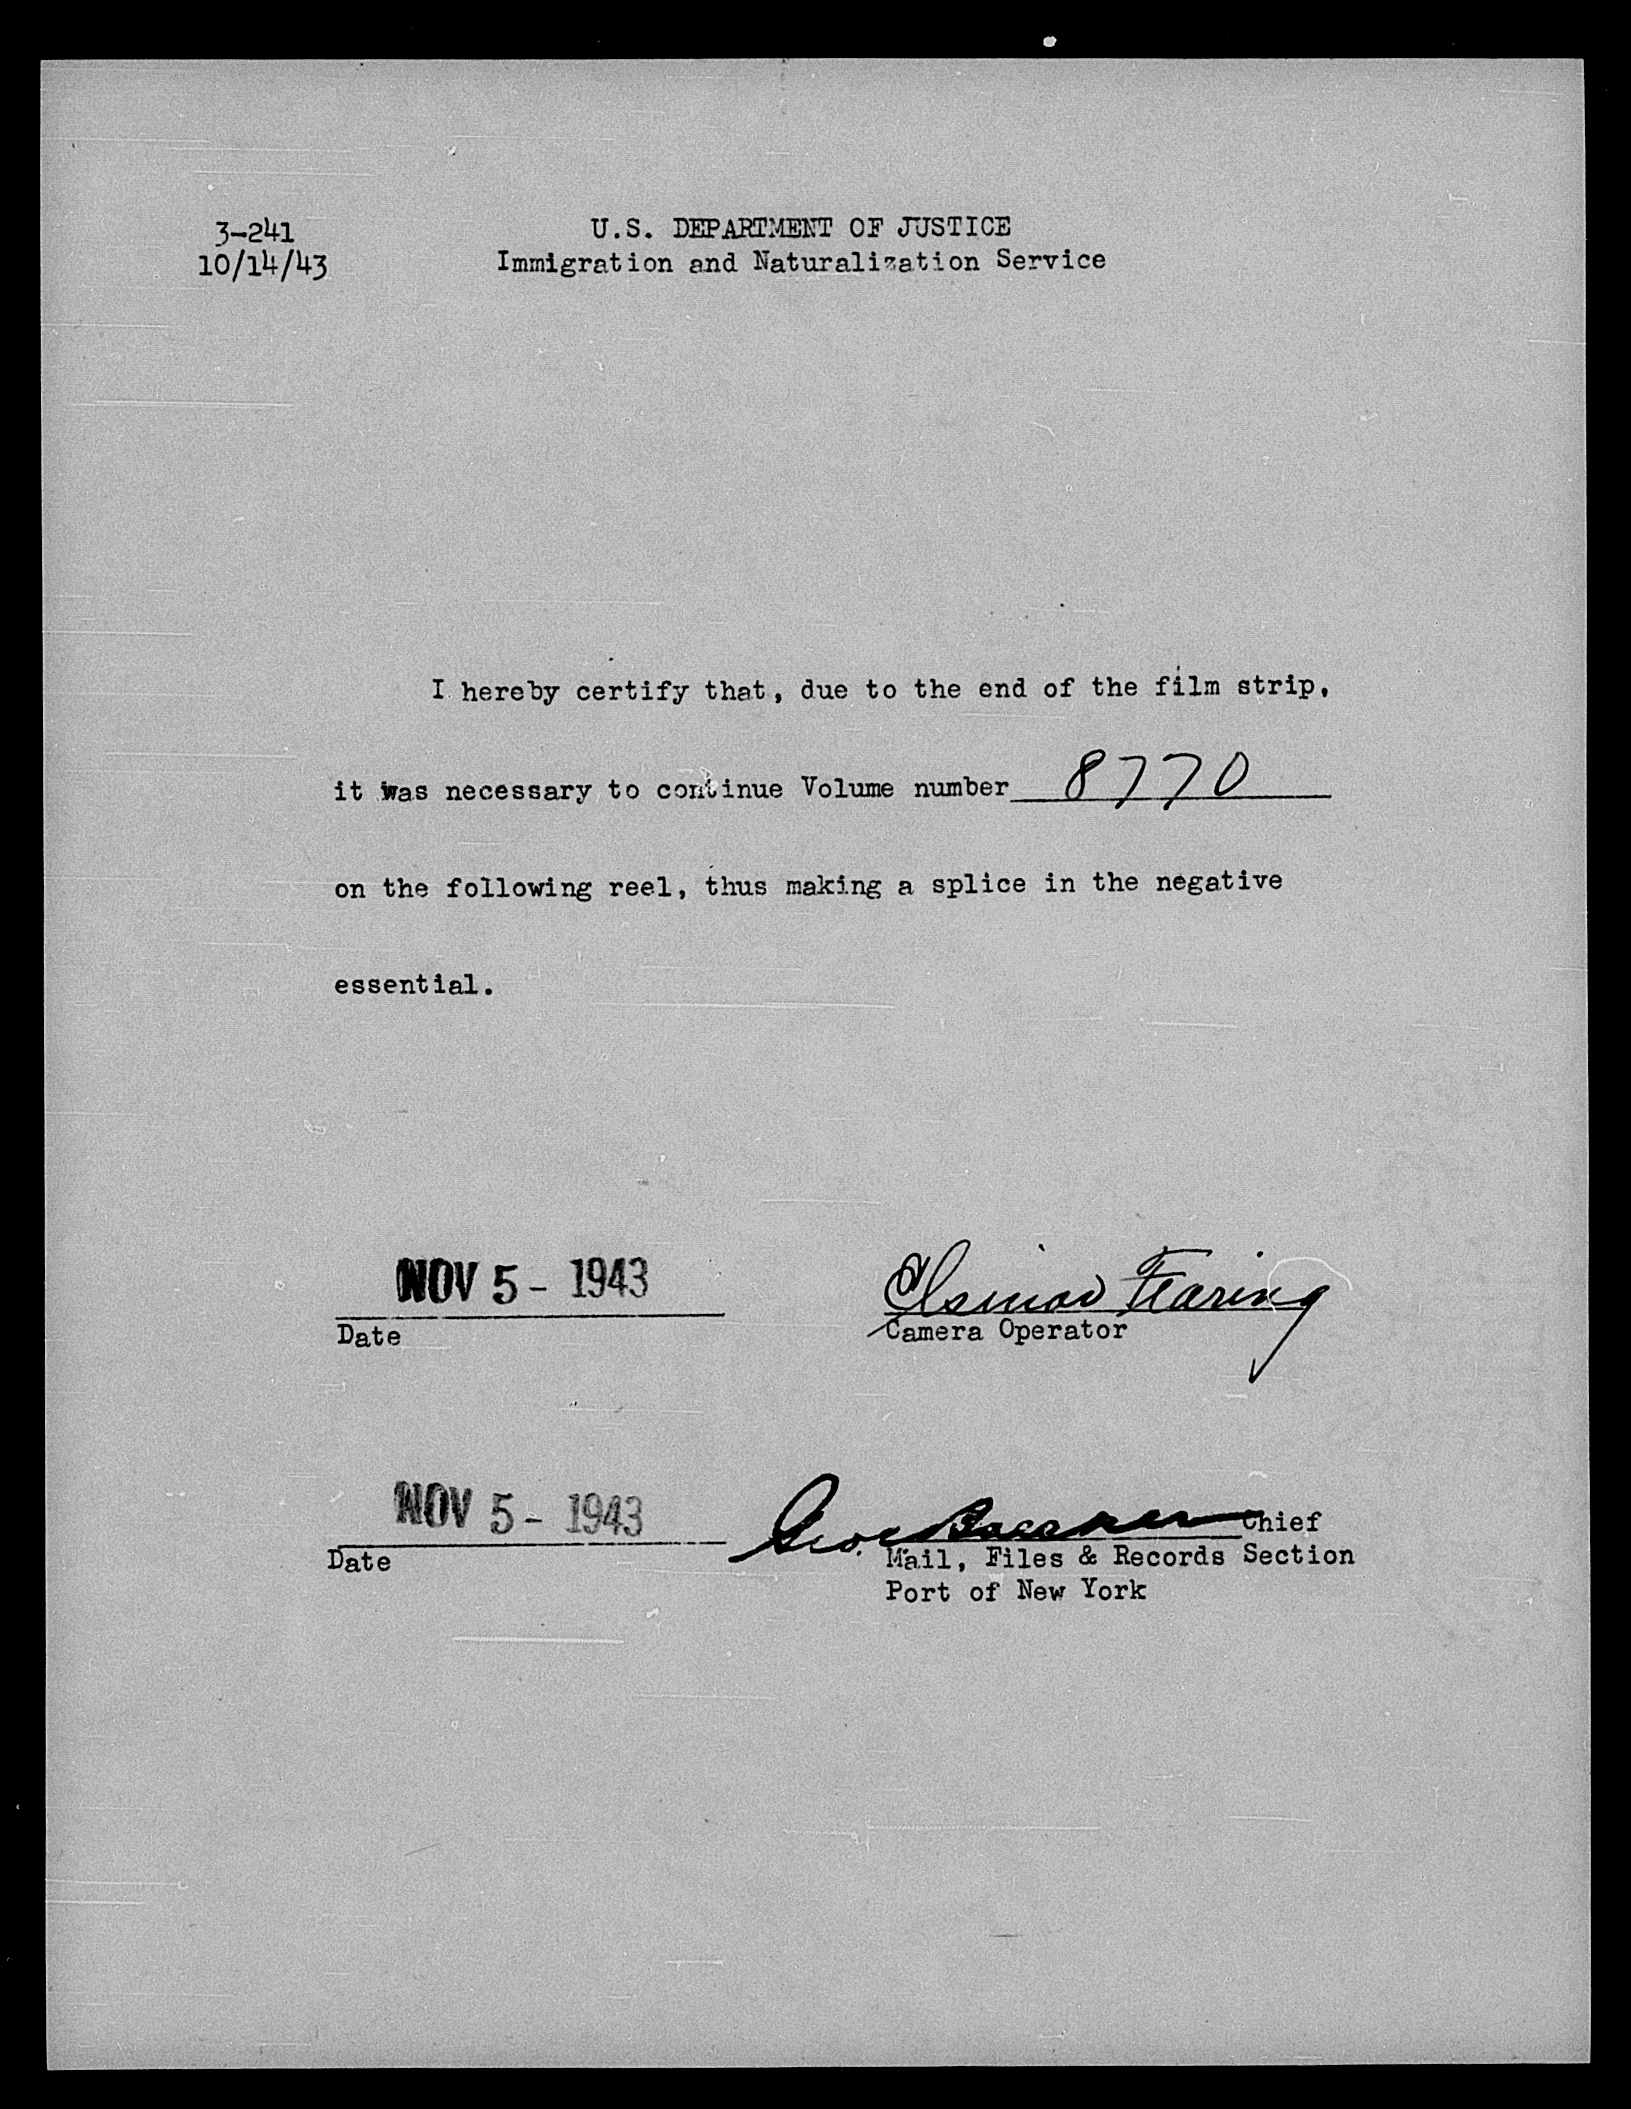 3-241
10/14/43
U.S. DEPARTMENT OF JUSTICE
Immigration and Naturalization Service
I hereby certify that, due to the end of the film strip,
it was necessary to continue Volume number 8770
on the following reel, thus making a splice in the negative
essential.
NOV 5 - 1943
Date
Fearing
Camera Operator
NOV 5 - 1943
Date
Geo. Chief
Mail, Files & Records Section
Port of New York